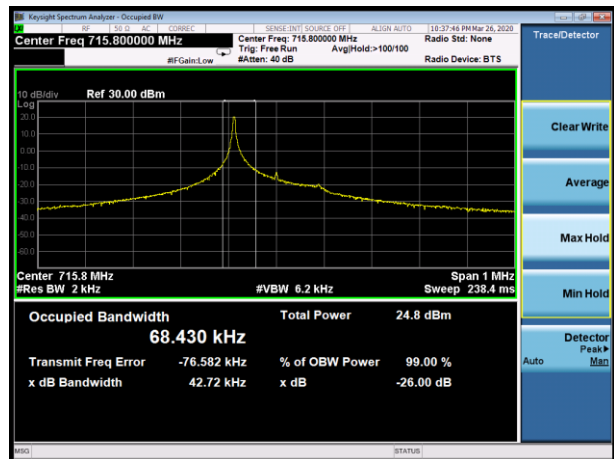 Keysight Spectrum Analyzer - Occupied BW
RF 50 Ω AC CORREC SENSE:INT SOURCE OFF ALIGN AUTO 10:37:46 PM Mar 26, 2020
Center Freq 715.800000 MHz
Center Freq: 715.800000 MHz
Radio Std: None
Trig: Free Run Avg|Hold:>100/100
#IFGain:Low #Atten: 40 dB Radio Device: BTS
Trace/Detector
10 dB/div Ref 30.00 dBm
Log
20.0
10.0
0.00
-10.0
-20.0
-30.0
-40.0
-50.0
-60.0
Center 715.8 MHz Span 1 MHz
#Res BW 2 kHz #VBW 6.2 kHz Sweep 238.4 ms
Occupied Bandwidth Total Power 24.8 dBm
68.430 kHz
Transmit Freq Error -76.582 kHz % of OBW Power 99.00 %
x dB Bandwidth 42.72 kHz x dB -26.00 dB
Clear Write
Average
Max Hold
Min Hold
Detector
Peak▶
Auto Man
MSG STATUS